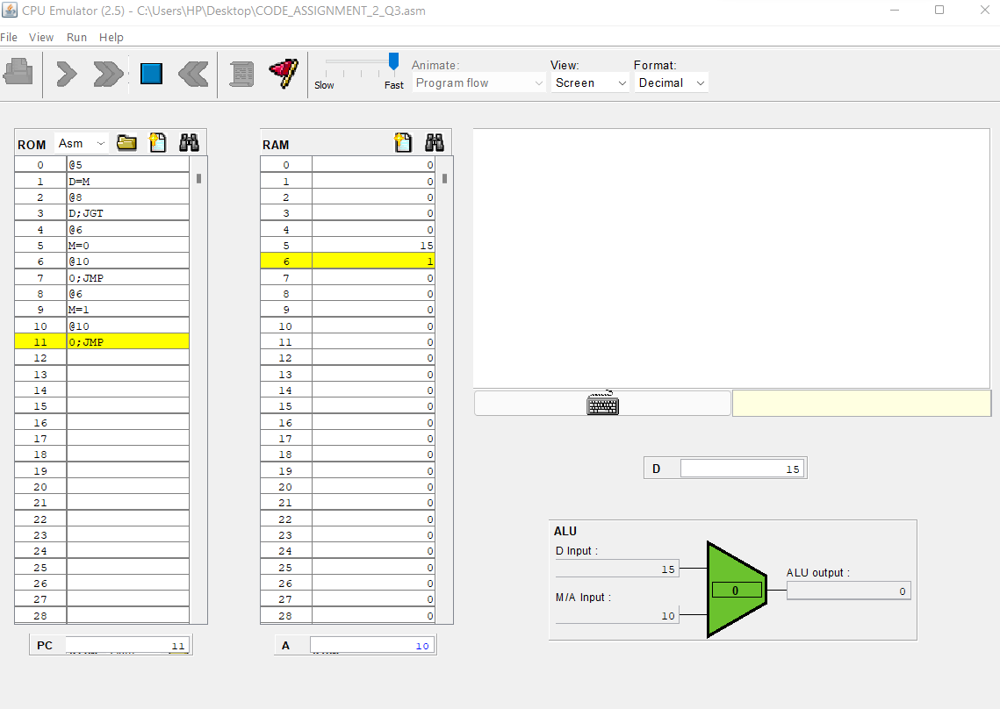 CPU Emulator (2.5) - C:\Users\HP\Desktop\CODE_ASSIGNMENT_2_Q3.asm
File View Run Help
Slow Fast
Animate:
Program flow
View:
Screen
Format:
Decimal
ROM Asm
0 @5
1 D=M
2 @8
3 D;JGT
4 @6
5 M=0
6 @10
7 0;JMP
8 @6
9 M=1
10 @10
11 0;JMP
12
13
14
15
16
17
18
19
20
21
22
23
24
25
26
27
28
PC 11
RAM
0 0
1 0
2 0
3 0
4 0
5 15
6 1
7 0
8 0
9 0
10 0
11 0
12 0
13 0
14 0
15 0
16 0
17 0
18 0
19 0
20 0
21 0
22 0
23 0
24 0
25 0
26 0
27 0
28 0
A 10
D 15
ALU
D Input :
15
M/A Input :
10
0
ALU output :
0